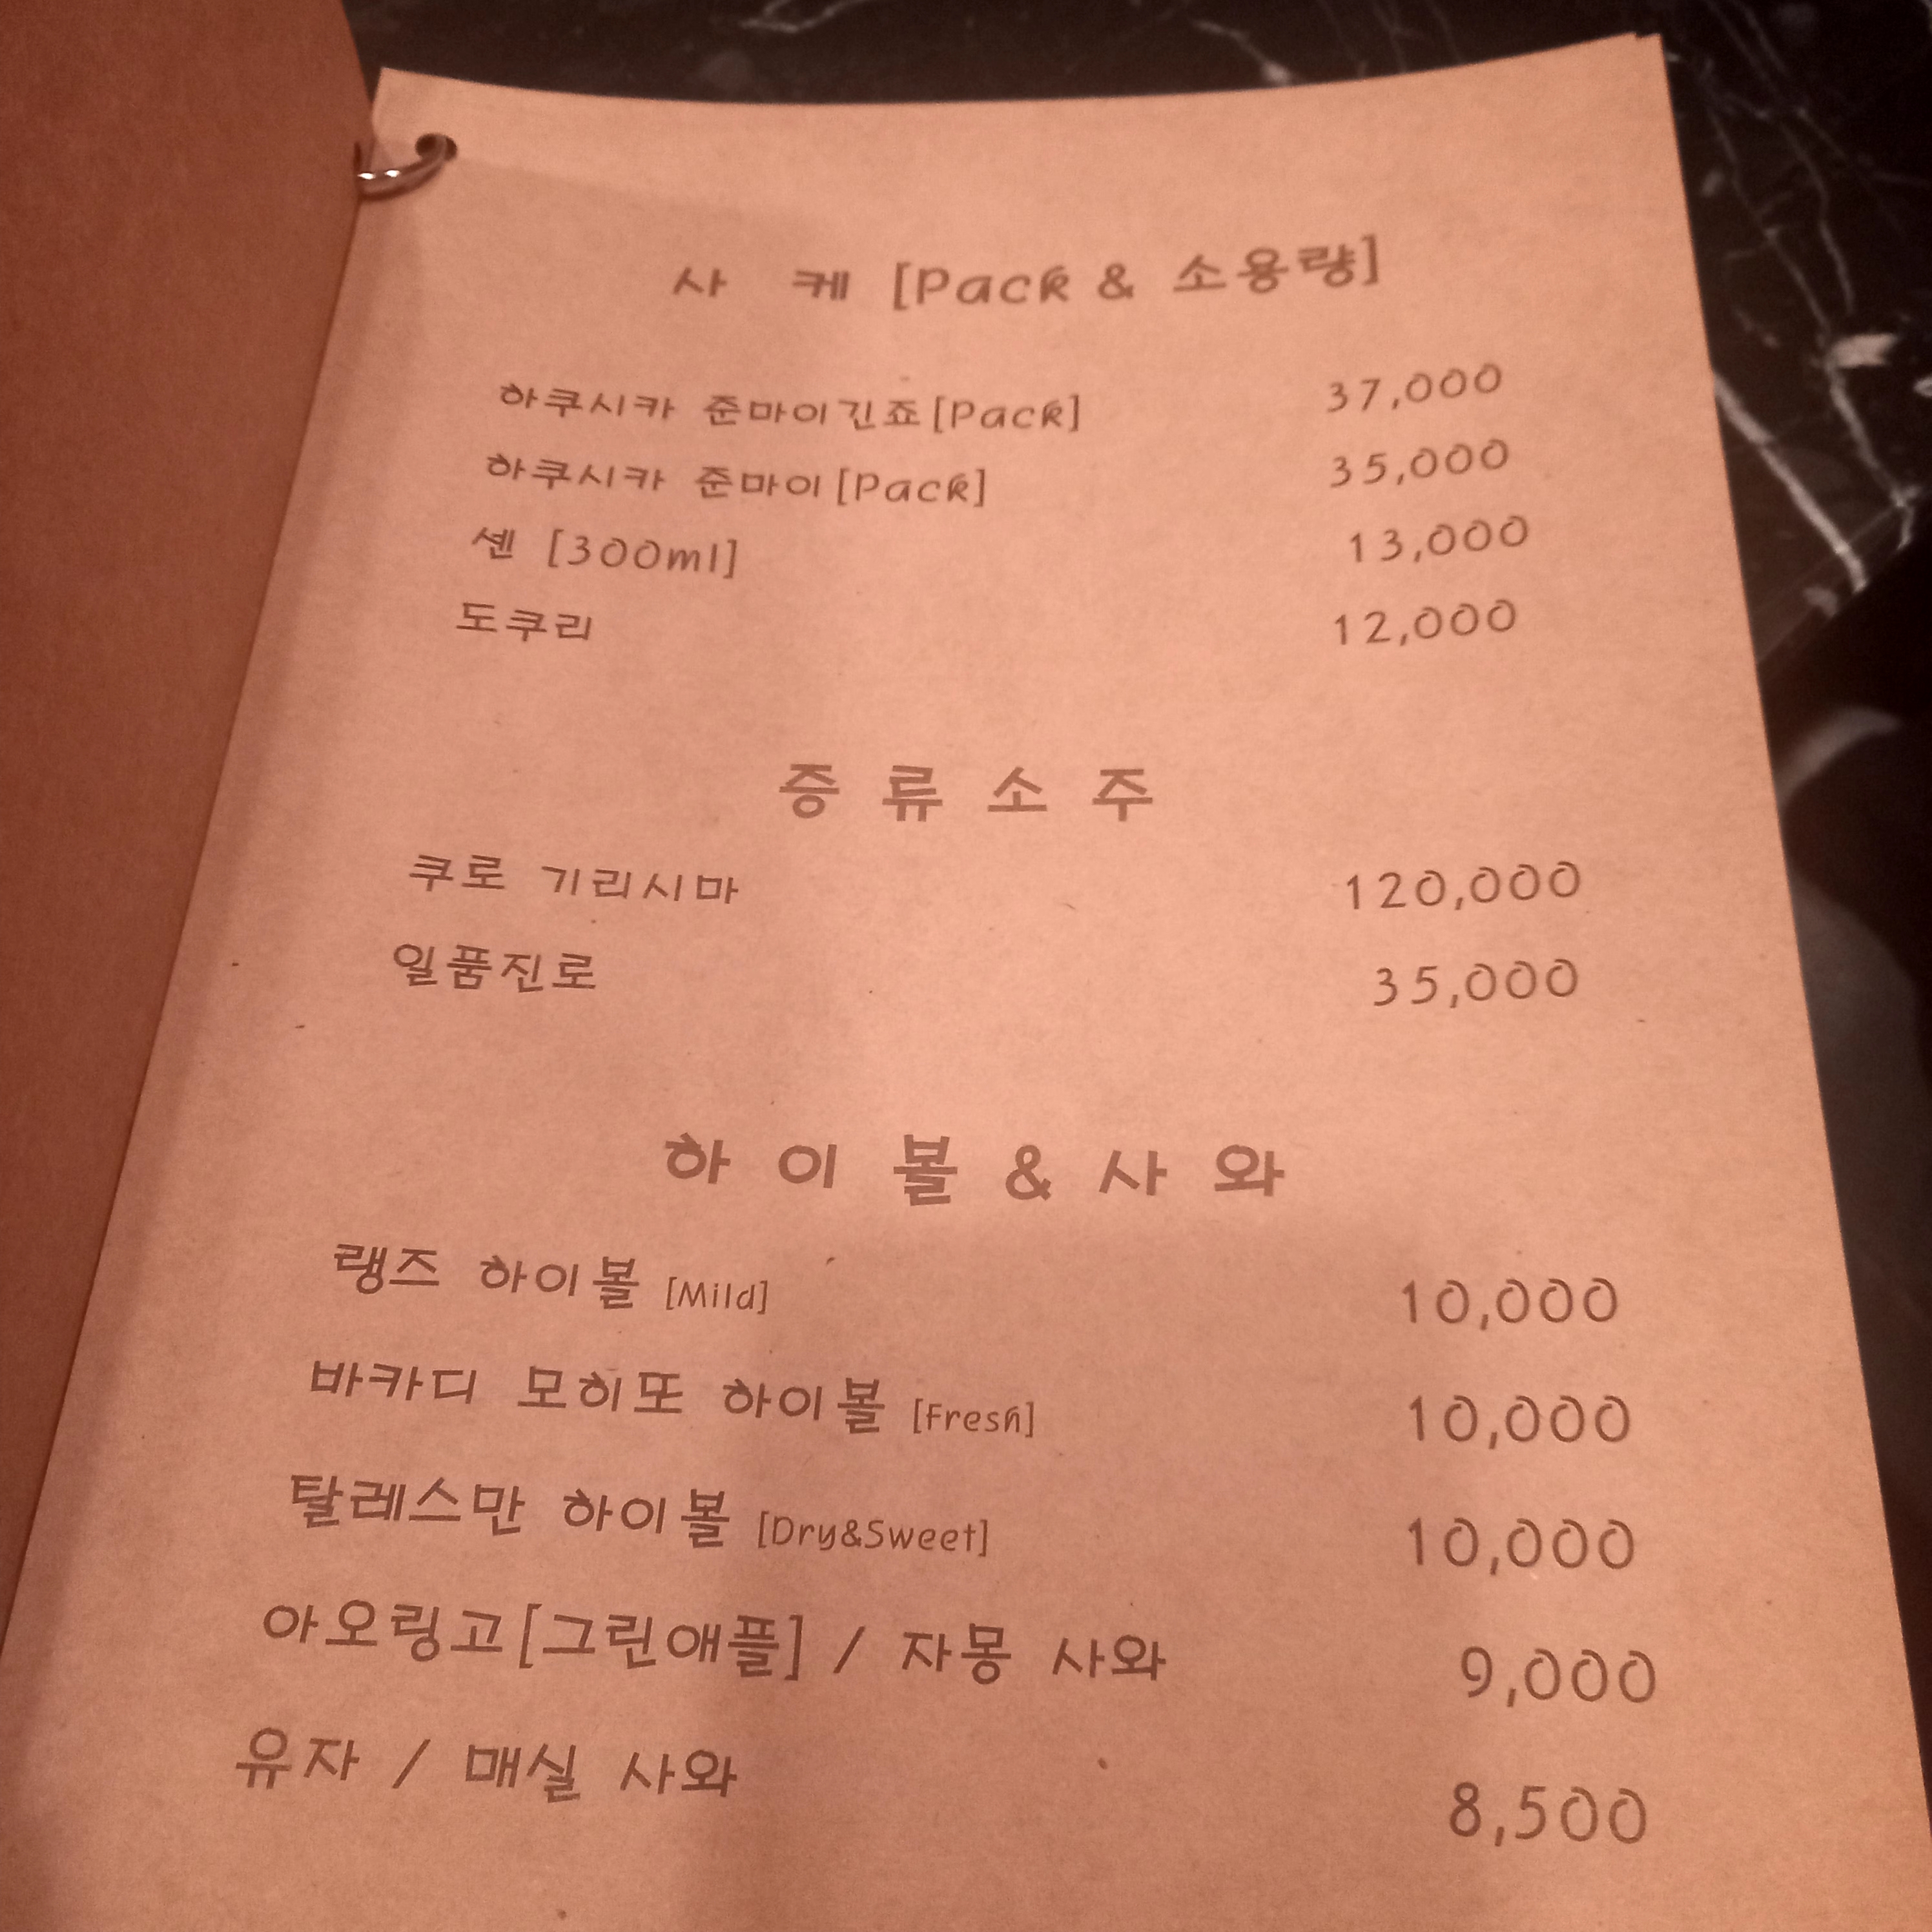 사 케 [Pack & 소용량]
하쿠시카 준마이긴죠[Pack] 37,000
하쿠시카 준마이[Pack] 35,000
센 [300ml] 13,000
도쿠리 12,000
증 류 소 주
쿠로 기리시마 120,000
일품진로 35,000
하 이 볼 & 사 와
랭즈 하이볼 [Mild] 10,000
바카디 모히또 하이볼 [Fresh] 10,000
탈레스만 하이볼 [Dry&Sweet] 10,000
아오링고[그린애플] / 자몽 사와 9,000
유자 / 매실 사와 8,500